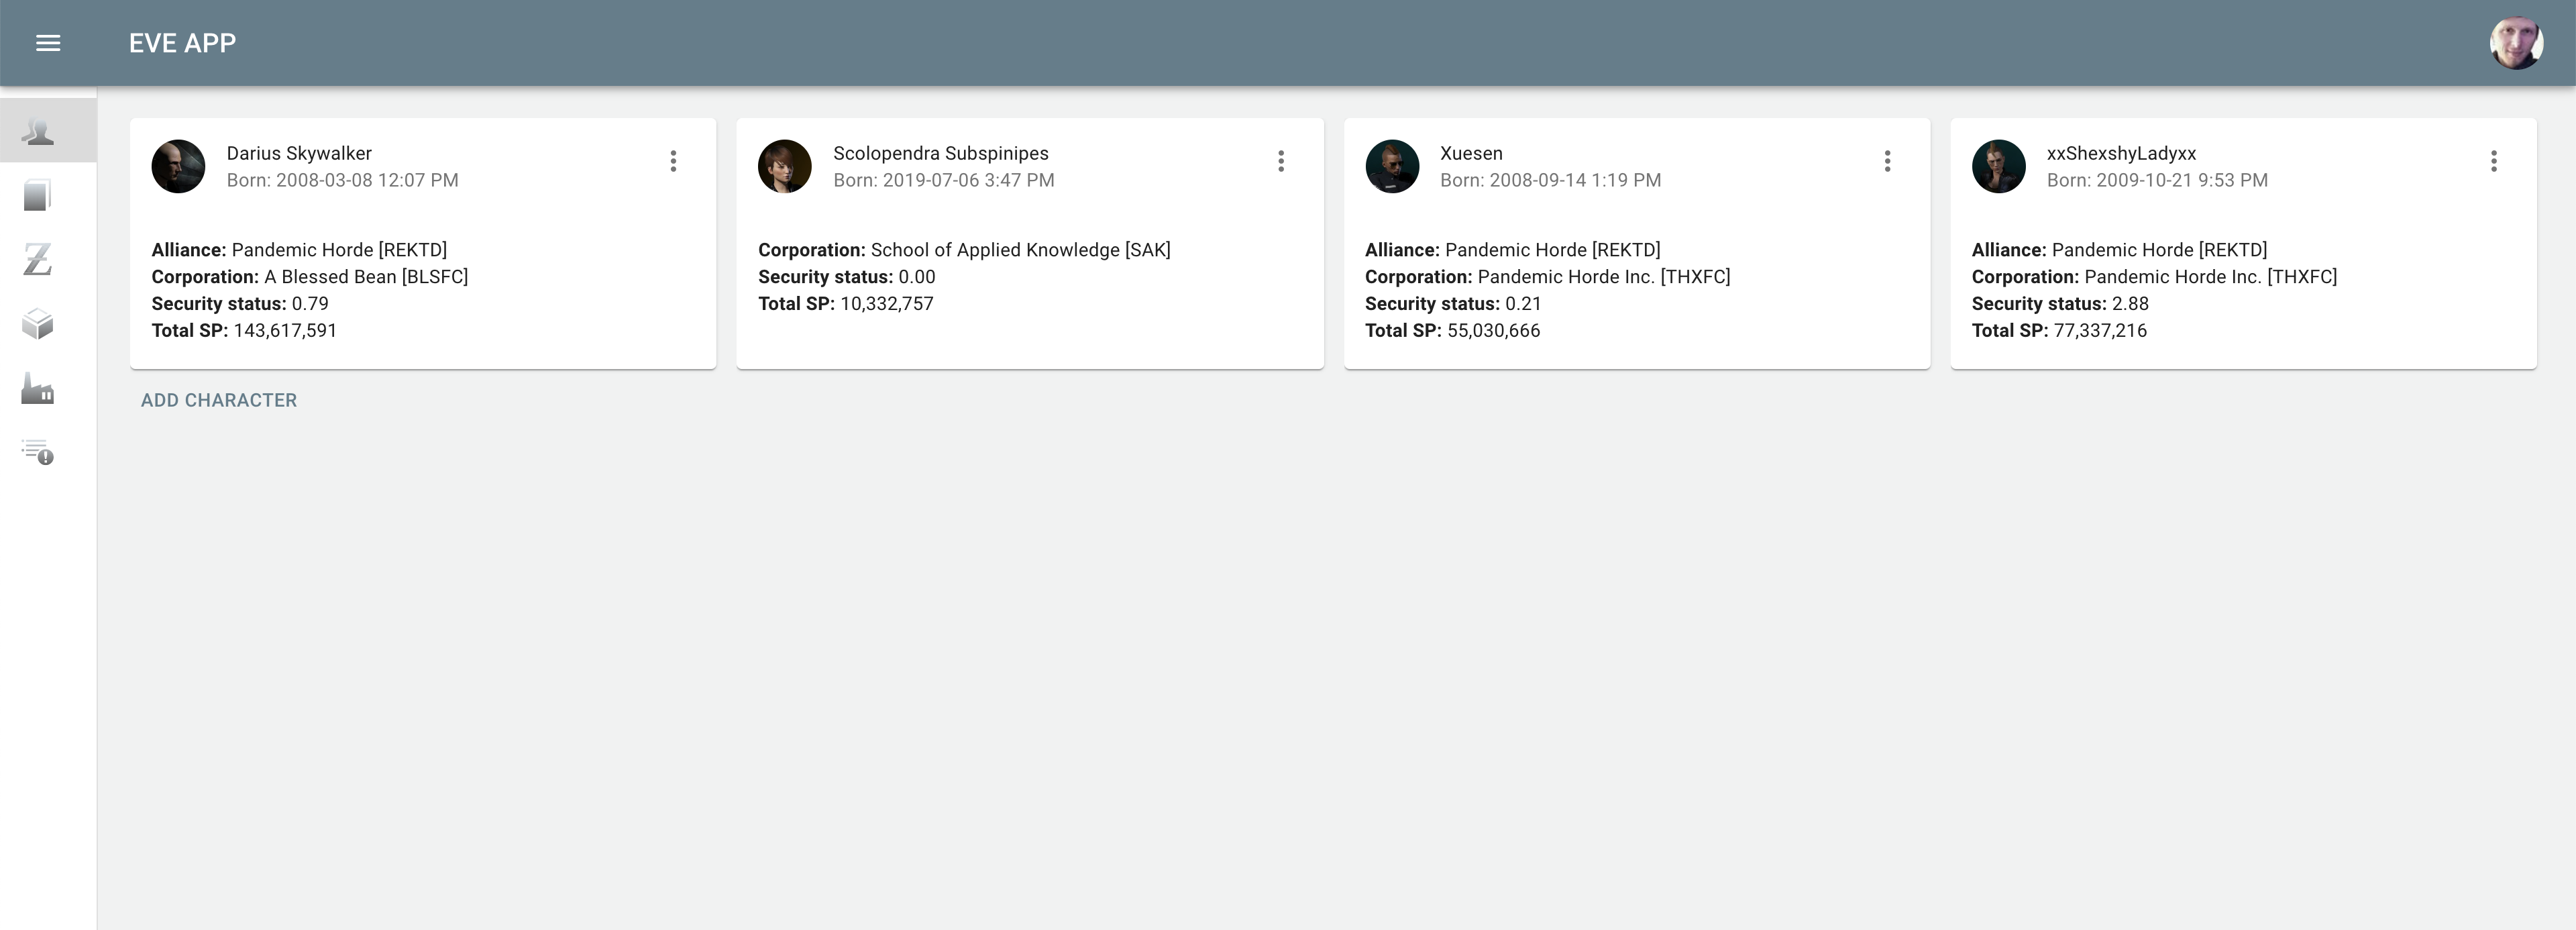 EVE APP
Darius Skywalker
Born: 2008-03-08 12:07 PM
Alliance: Pandemic Horde [REKTD]
Corporation: A Blessed Bean [BLSFC]
Security status: 0.79
Total SP: 143,617,591
Scolopendra Subspinipes
Born: 2019-07-06 3:47 PM
Corporation: School of Applied Knowledge [SAK]
Security status: 0.00
Total SP: 10,332,757
Xuesen
Born: 2008-09-14 1:19 PM
Alliance: Pandemic Horde [REKTD]
Corporation: Pandemic Horde Inc. [THXFC]
Security status: 0.21
Total SP: 55,030,666
xxShexshyLadyxx
Born: 2009-10-21 9:53 PM
Alliance: Pandemic Horde [REKTD]
Corporation: Pandemic Horde Inc. [THXFC]
Security status: 2.88
Total SP: 77,337,216
ADD CHARACTER